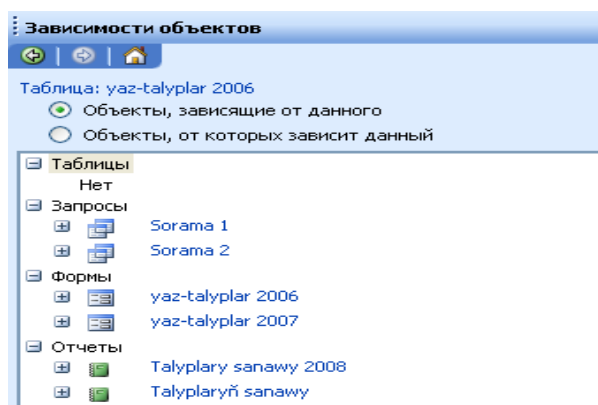 Зависимости объектов
Таблица: yaz-talyplar 2006
Объекты, зависящие от данного
Объекты, от которых зависит данный
Таблицы
Нет
Запросы
Sorama 1
Sorama 2
Формы
yaz-talyplar 2006
yaz-talyplar 2007
Отчеты
Talyplary sanawy 2008
Talyplaryň sanawy